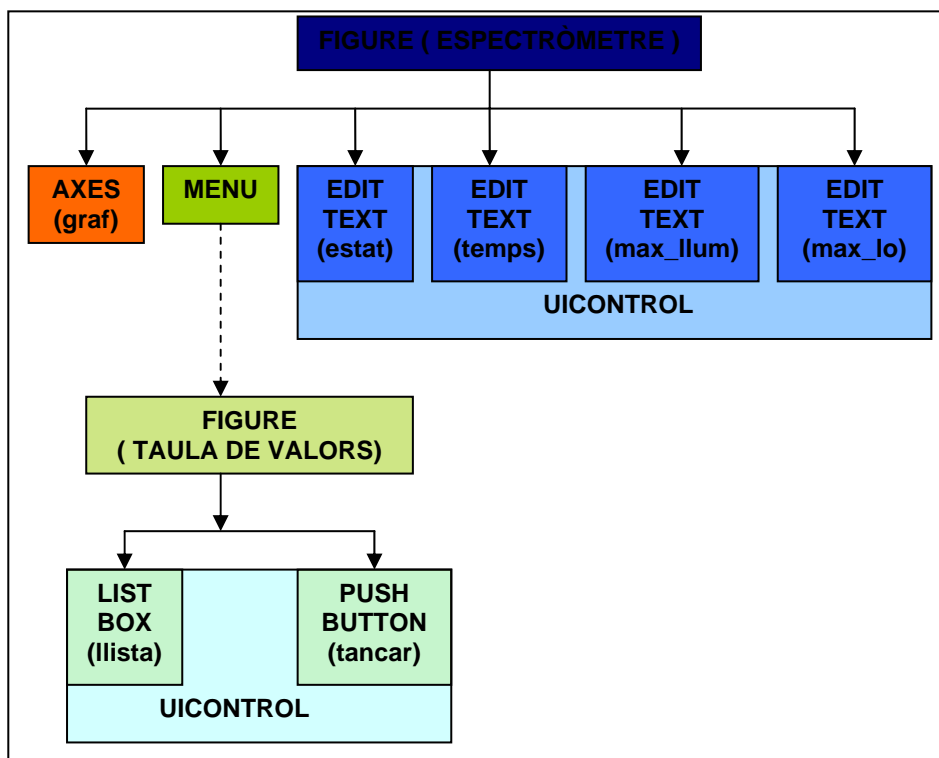 FIGURE ( ESPECTRÒMETRE )
AXES
(graf)
MENU
EDIT
TEXT
(estat)
EDIT
TEXT
(temps)
EDIT
TEXT
(max_llum)
EDIT
TEXT
(max_lo)
UICONTROL
FIGURE
( TAULA DE VALORS)
LIST
BOX
(llista)
PUSH
BUTTON
(tancar)
UICONTROL